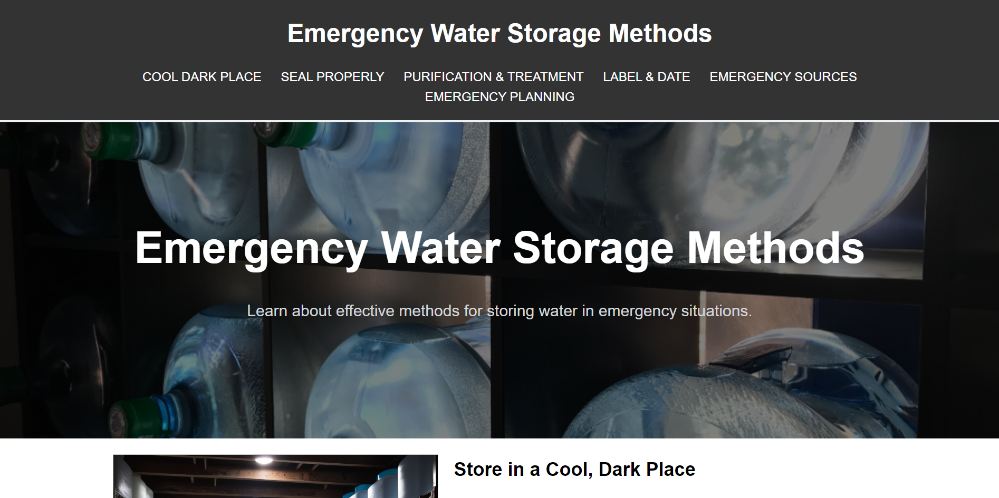 Emergency Water Storage Methods
COOL DARK PLACE SEAL PROPERLY PURIFICATION & TREATMENT LABEL & DATE EMERGENCY SOURCES
EMERGENCY PLANNING
Emergency Water Storage Methods
Learn about effective methods for storing water in emergency situations.
Store in a Cool, Dark Place